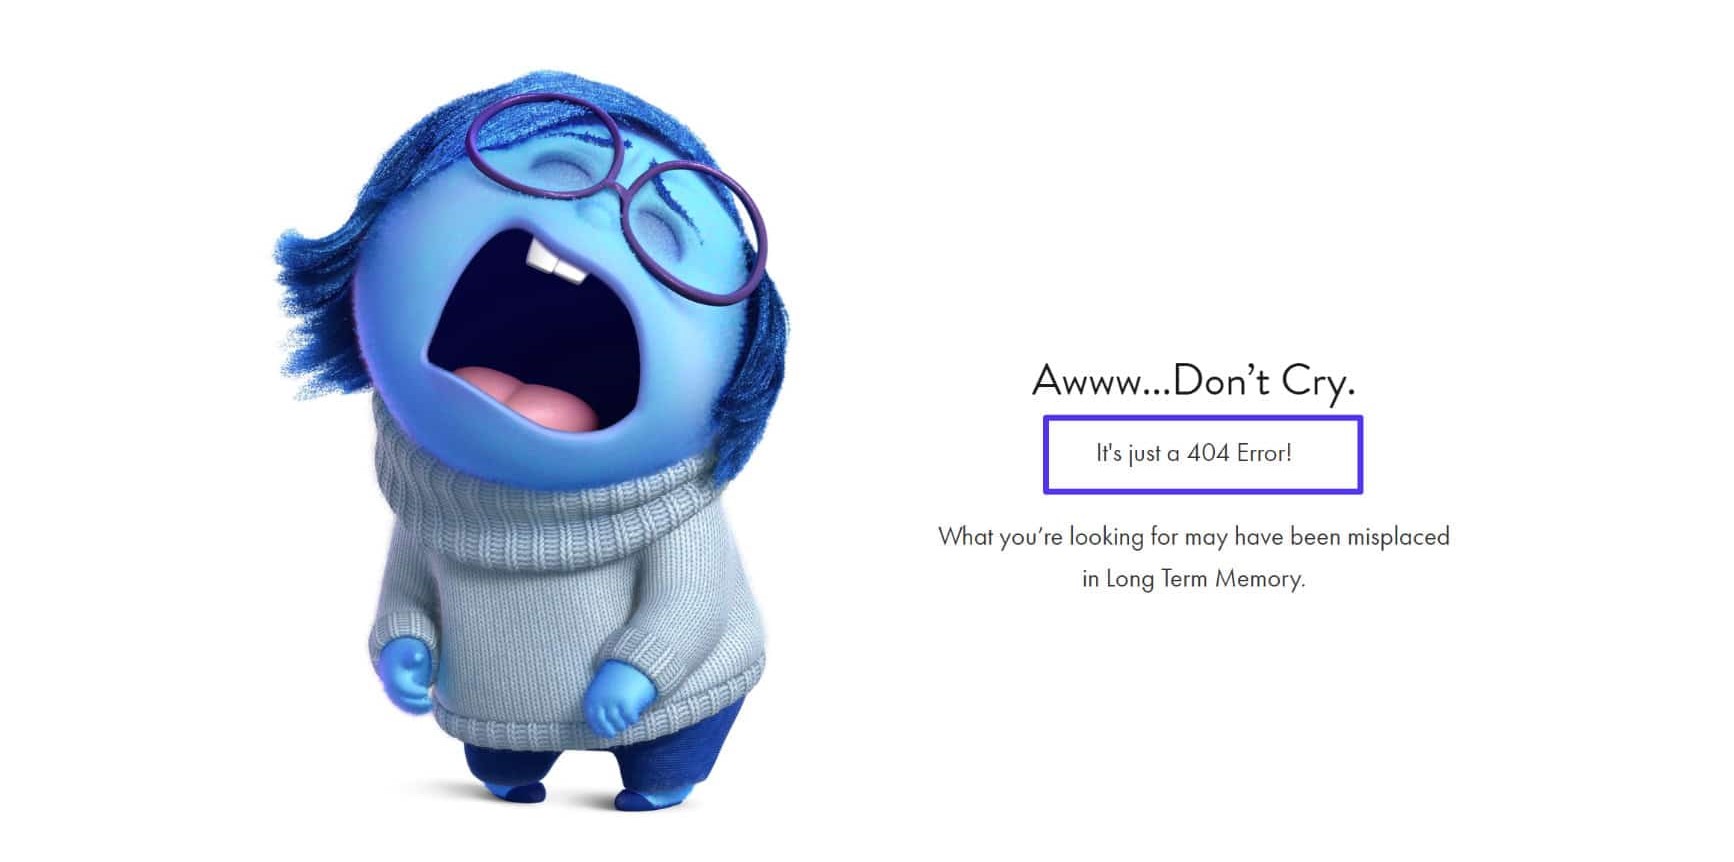 Awww...Don’t Cry.
It's just a 404 Error!
What you’re looking for may have been misplaced
in Long Term Memory.